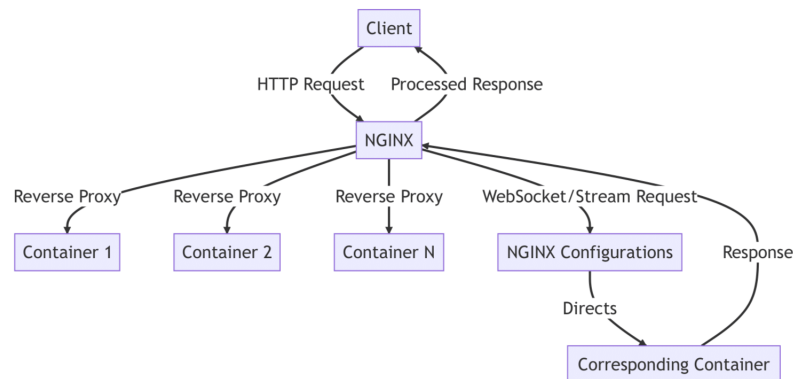 Client
HTTP Request
Processed Response
NGINX
Reverse Proxy
Reverse Proxy
Reverse Proxy
WebSocket/Stream Request
Container 1
Container 2
Container N
NGINX Configurations
Response
Directs
Corresponding Container